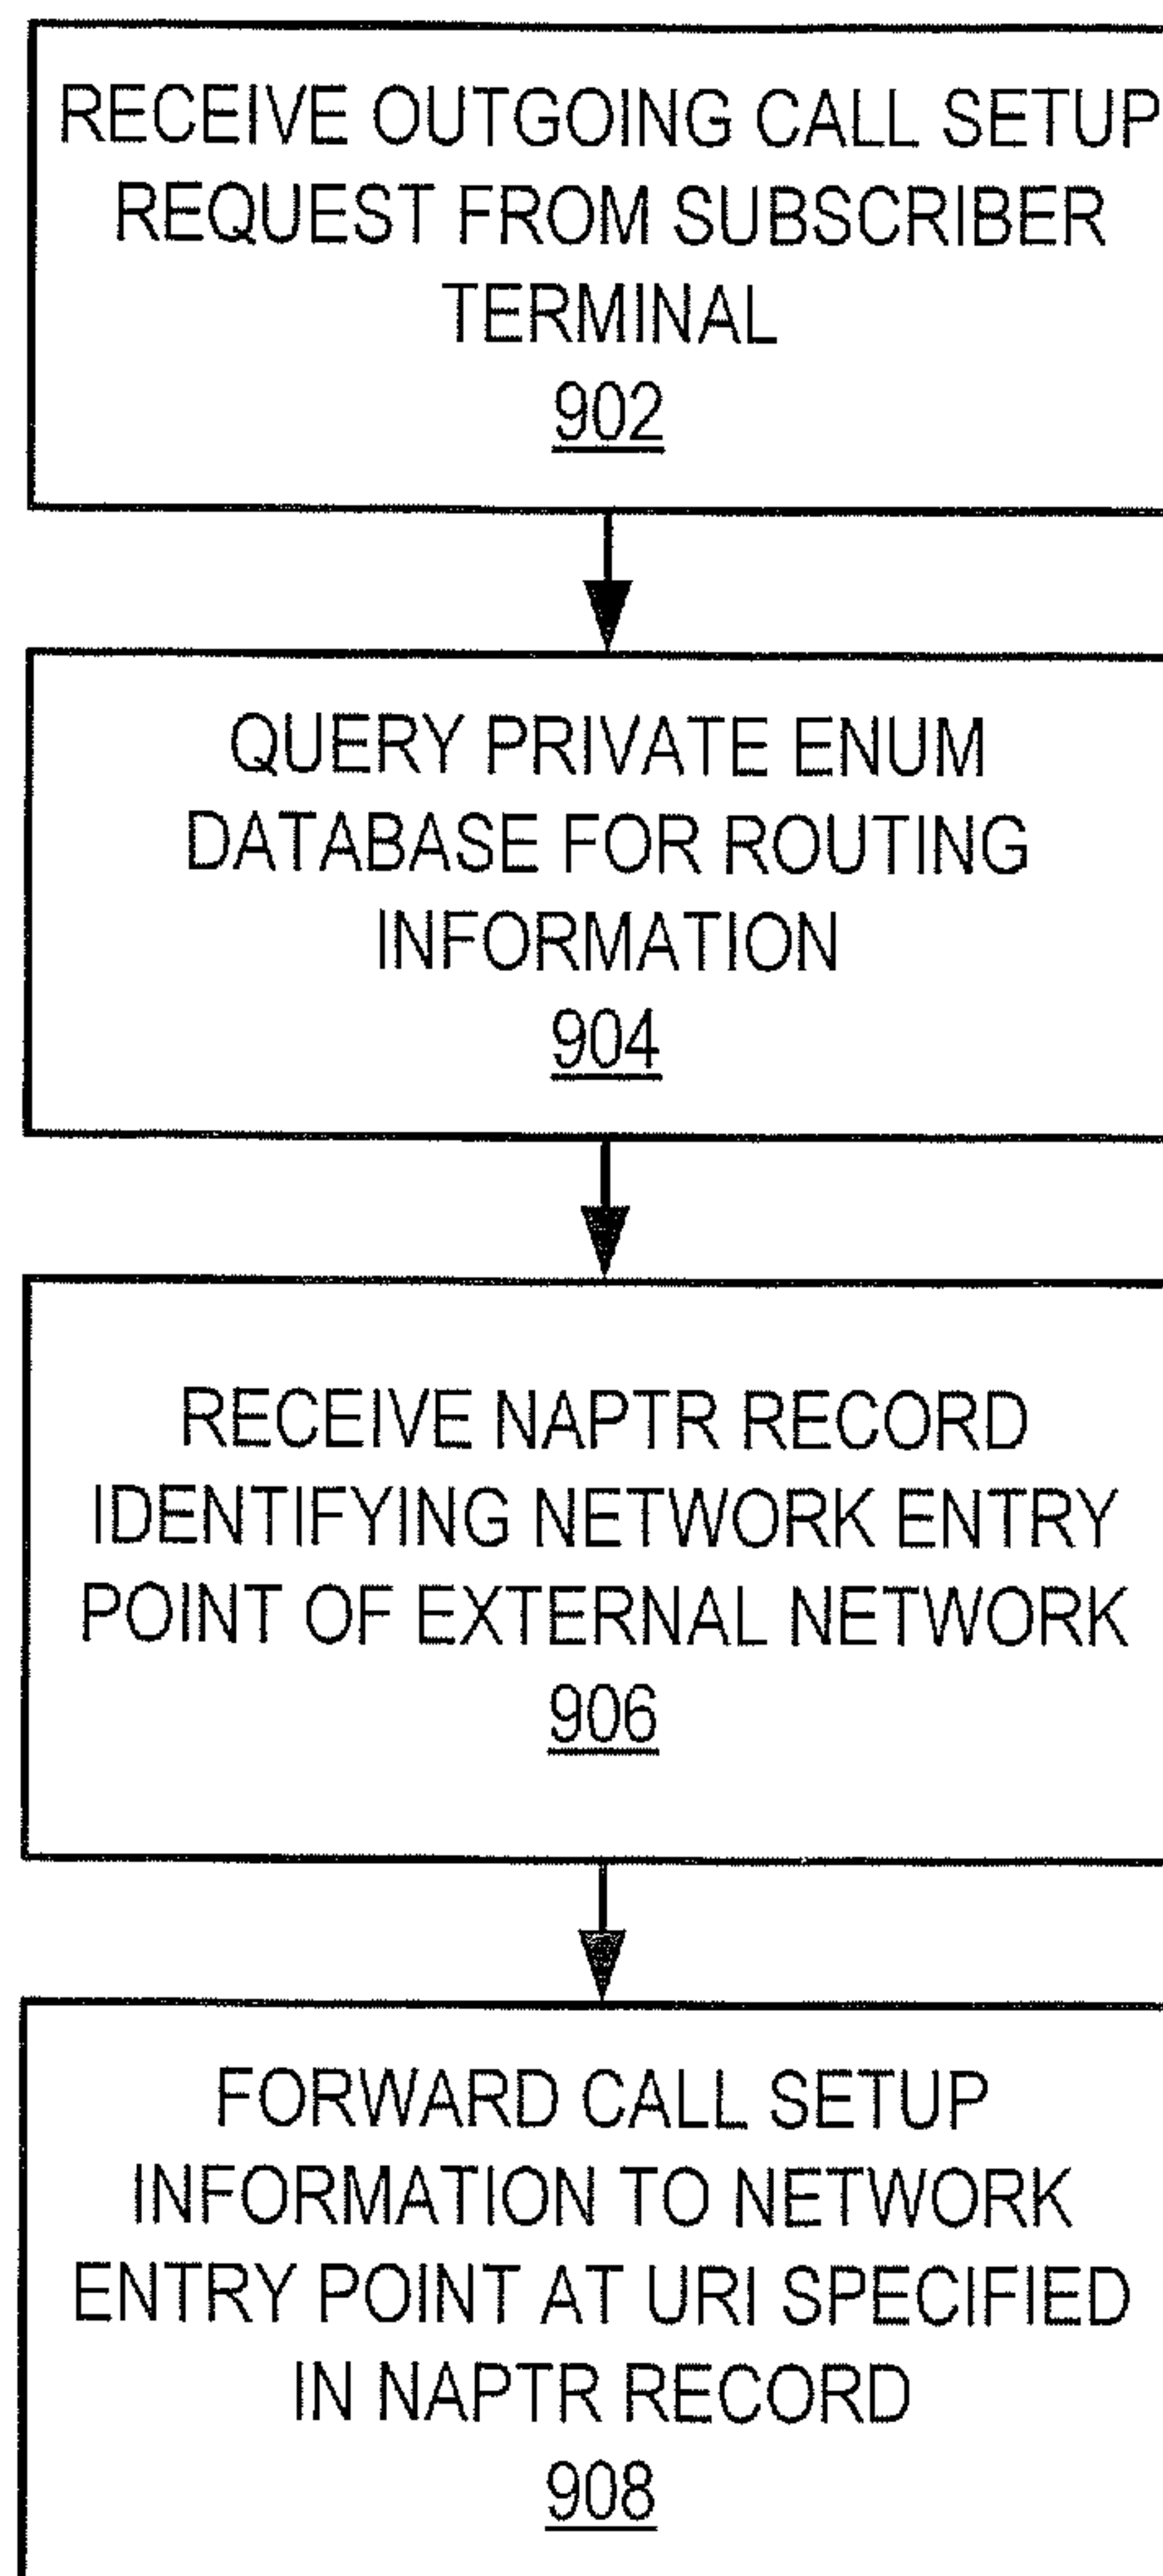 RECEIVE OUTGOING CALL SETUP
REQUEST FROM SUBSCRIBER
TERMINAL
902
QUERY PRIVATE ENUM
DATABASE FOR ROUTING
INFORMATION
904
RECEIVE NAPTR RECORD
IDENTIFYING NETWORK ENTRY
POINT OF EXTERNAL NETWORK
906
FORWARD CALL SETUP
INFORMATION TO NETWORK
ENTRY POINT AT URI SPECIFIED
IN NAPTR RECORD
908